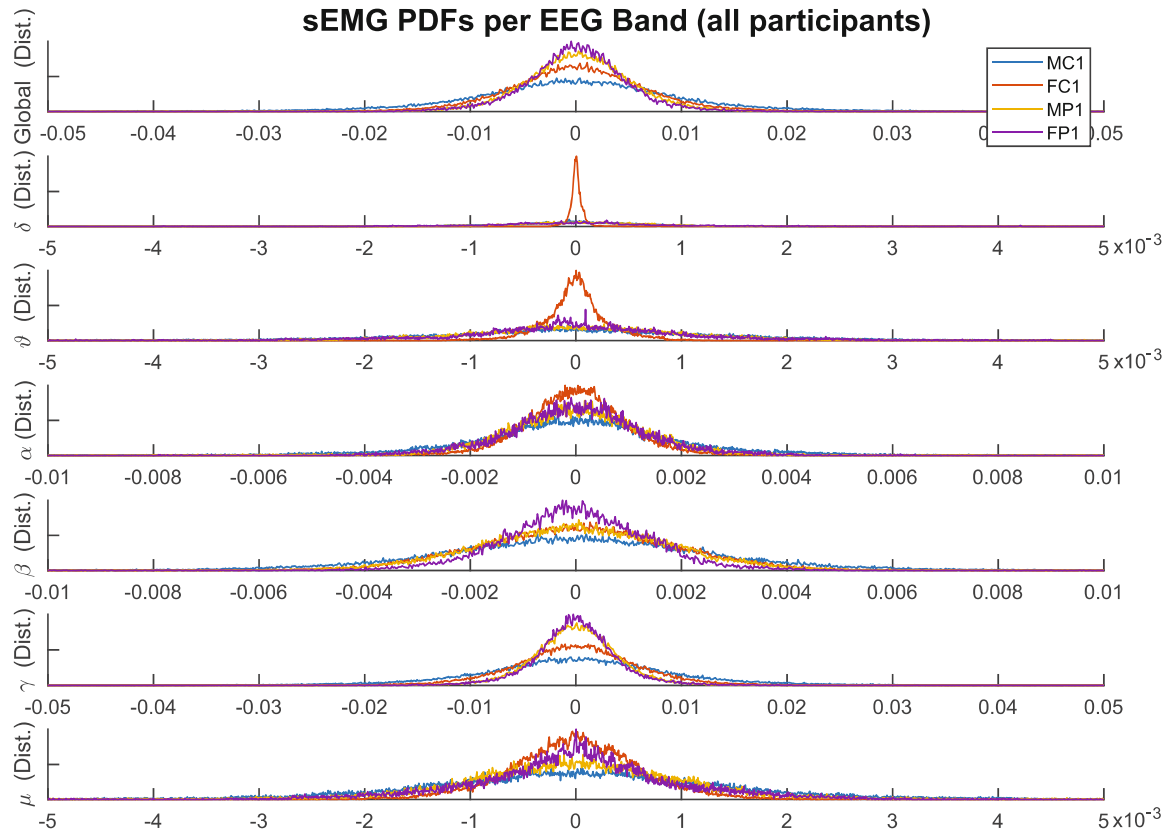 sEMG PDFs per EEG Band (all participants)
Global (Dist.)
MC1
FC1
MP1
FP1
-0.05 -0.04 -0.03 -0.02 -0.01 0 0.01 0.02 0.03 0.05
δ (Dist.)
-5 -4 -3 -2 -1 0 1 2 3 4 5 x10⁻³
ϑ (Dist.)
-5 -4 -3 -2 -1 0 1 2 3 4 5 x10⁻³
α (Dist.)
-0.01 -0.008 -0.006 -0.004 -0.002 0 0.002 0.004 0.006 0.008 0.01
β (Dist.)
-0.01 -0.008 -0.006 -0.004 -0.002 0 0.002 0.004 0.006 0.008 0.01
γ (Dist.)
-0.05 -0.04 -0.03 -0.02 -0.01 0 0.01 0.02 0.03 0.04 0.05
μ (Dist.)
-5 -4 -3 -2 -1 0 1 2 3 4 5 x10⁻³